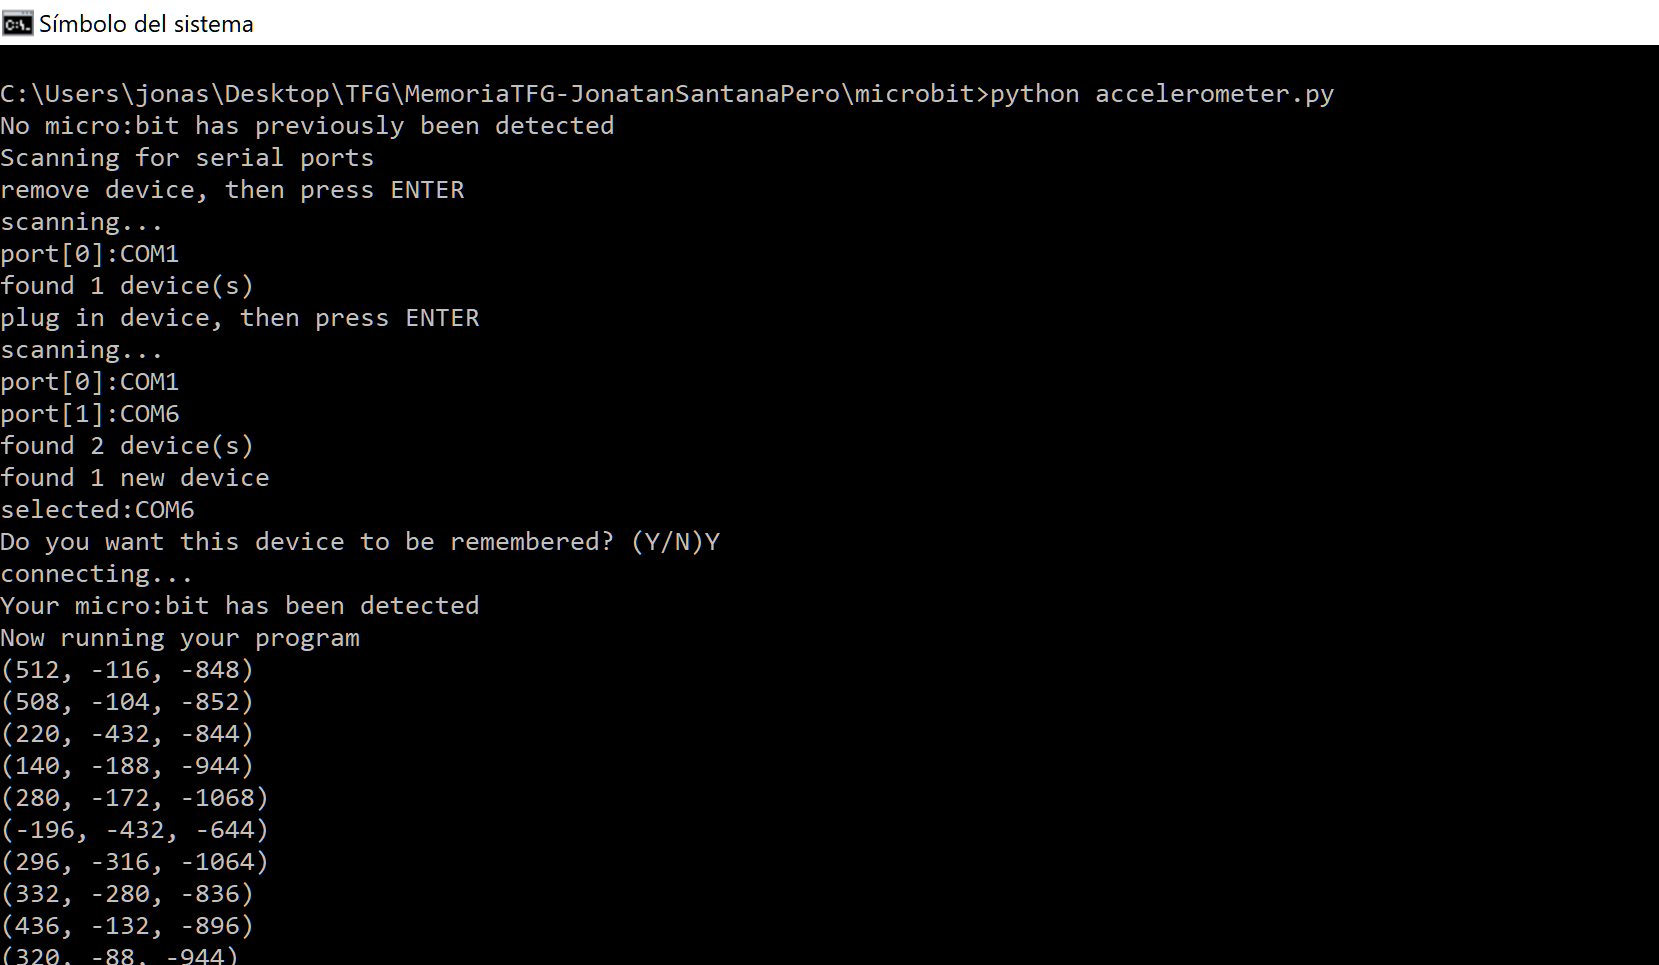 Símbolo del sistema
C:\Users\jonas\Desktop\TFG\MemoriaTFG-JonatanSantanaPero\microbit>python accelerometer.py
No micro:bit has previously been detected
Scanning for serial ports
remove device, then press ENTER
scanning...
port[0]:COM1
found 1 device(s)
plug in device, then press ENTER
scanning...
port[0]:COM1
port[1]:COM6
found 2 device(s)
found 1 new device
selected:COM6
Do you want this device to be remembered? (Y/N)Y
connecting...
Your micro:bit has been detected
Now running your program
(512, -116, -848)
(508, -104, -852)
(220, -432, -844)
(140, -188, -944)
(280, -172, -1068)
(-196, -432, -644)
(296, -316, -1064)
(332, -280, -836)
(436, -132, -896)
(320, -88, -944)